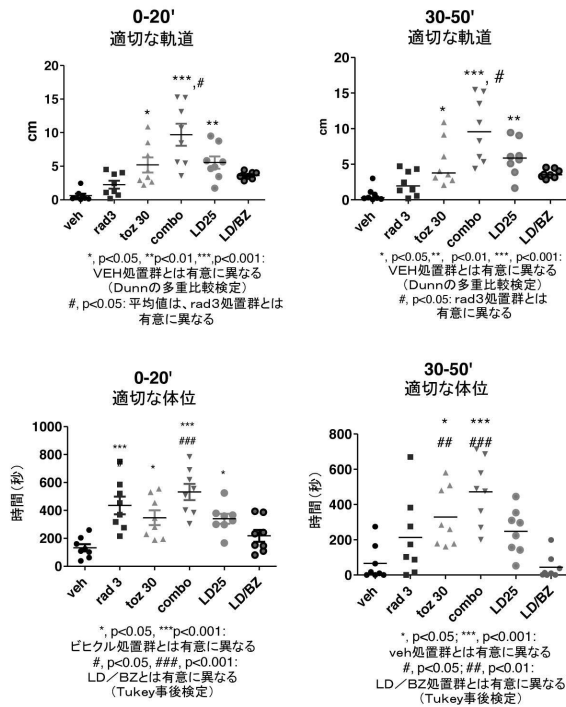 0-20'
適切な軌道
***,#
*
**
cm
20
15
10
5
0
veh
rad 3
toz 30
combo
LD25
LD/BZ
*, p<0.05, **p<0.01,***,p<0.001:
VEH処置群とは有意に異なる
(Dunnの多重比較検定)
#, p<0.05: 平均値は、rad3処置群とは
有意に異なる
30-50'
適切な軌道
***, #
*
**
cm
20
15
10
5
0
veh
rad 3
toz 30
combo
LD25
LD/BZ
*, p<0.05,**, p<0.01, ***, p<0.001:
VEH処置群とは有意に異なる
(Dunnの多重比較検定)
#, p<0.05: rad3処置群とは
有意に異なる
0-20'
適切な体位
***
###
***
*
*
時間(秒)
1000
800
600
400
200
0
veh
rad 3
toz 30
combo
LD25
LD/BZ
*, p<0.05, ***p<0.001:
ビヒクル処置群とは有意に異なる
#, p<0.05, ###, p<0.001:
LD/BZとは有意に異なる
(Tukey事後検定)
30-50'
適切な体位
* ***
## ###
時間(秒)
800
600
400
200
0
veh
rad 3
toz 30
combo
LD25
LD/BZ
*, p<0.05; ***, p<0.001:
veh処置群とは有意に異なる
#, p<0.05; ##, p<0.01:
LD/BZ処置群とは有意に異なる
(Tukey事後検定)